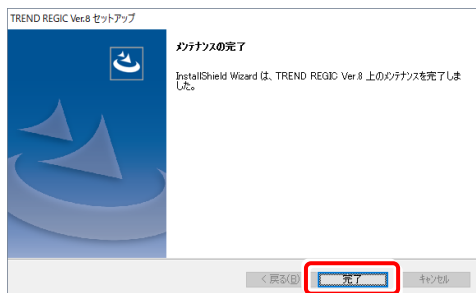 TREND REGIC Ver.8 セットアップ
ﾒﾝﾃﾅﾝｽの完了
InstallShield Wizard は、TREND REGIC Ver.8 上のﾒﾝﾃﾅﾝｽを完了しま
した。
< 戻る(B)
完了
ｷｬﾝｾﾙ